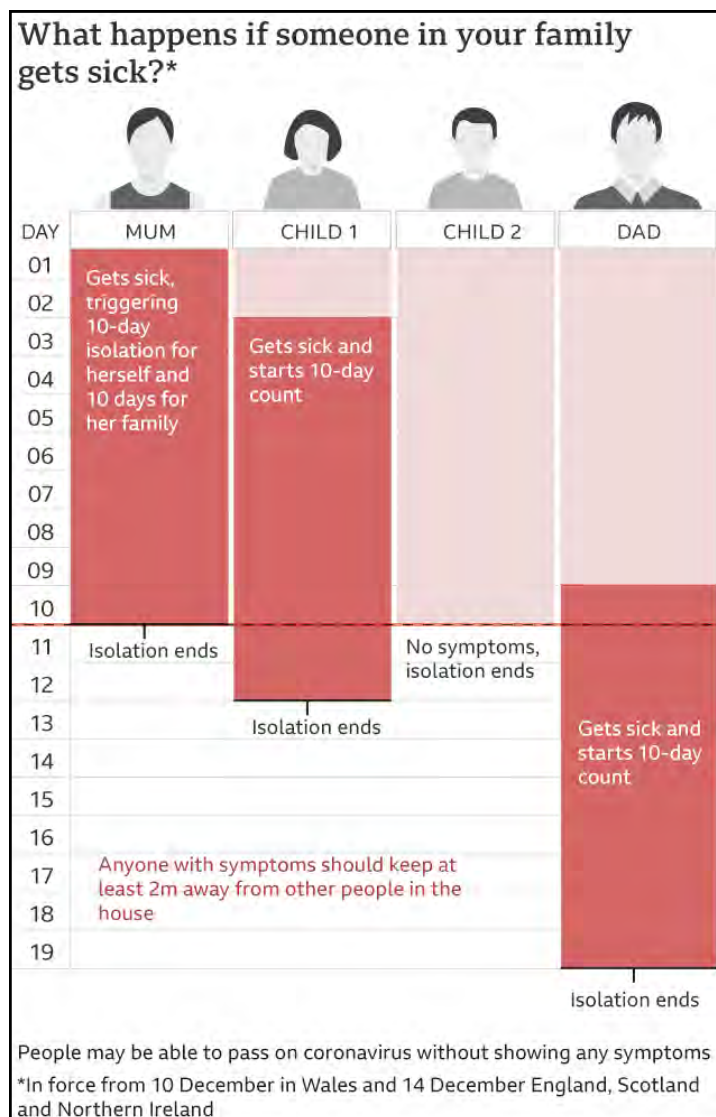 What happens if someone in your family
gets sick?*
DAY
MUM
CHILD 1
CHILD 2
DAD
01
02
03
04
05
06
07
08
09
10
11
12
13
14
15
16
17
18
19
Gets sick,
triggering
10-day
isolation for
herself and
10 days for
her family
Gets sick and
starts 10-day
count
Isolation ends
No symptoms,
isolation ends
Isolation ends
Gets sick and
starts 10-day
count
Anyone with symptoms should keep at
least 2m away from other people in the
house
Isolation ends
People may be able to pass on coronavirus without showing any symptoms
*In force from 10 December in Wales and 14 December England, Scotland
and Northern Ireland